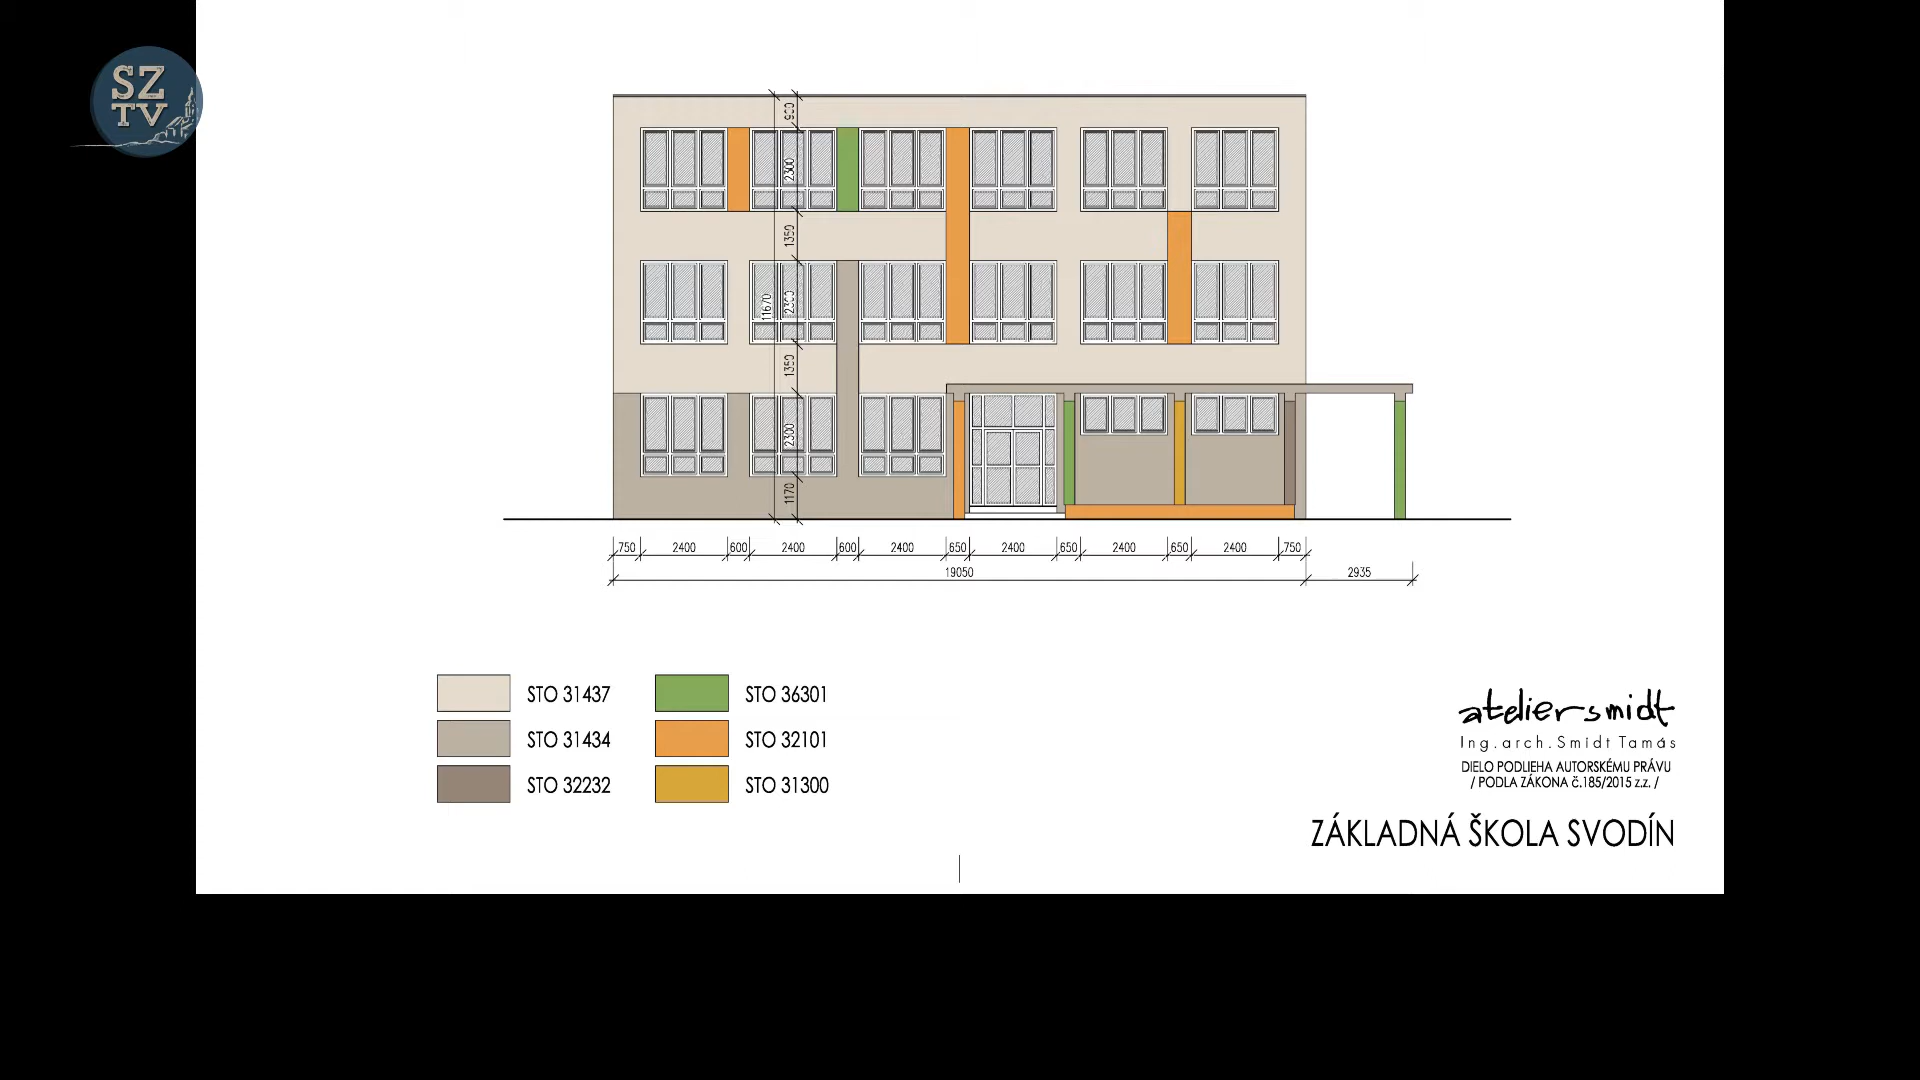 SZ
TV
900
2300
1350
11670
2300
1350
2300
1170
750 2400 600 2400 600 2400 650 2400 650 2400 650 2400 750
19050 2935
STO 31437 STO 36301
STO 31434 STO 32101
STO 32232 STO 31300
ateliersmidt
Ing.arch.Smidt Tamás
DIELO PODLIEHA AUTORSKÉMU PRÁVU
/ PODLA ZÁKONA č.185/2015 z.z. /
ZÁKLADNÁ ŠKOLA SVODÍN